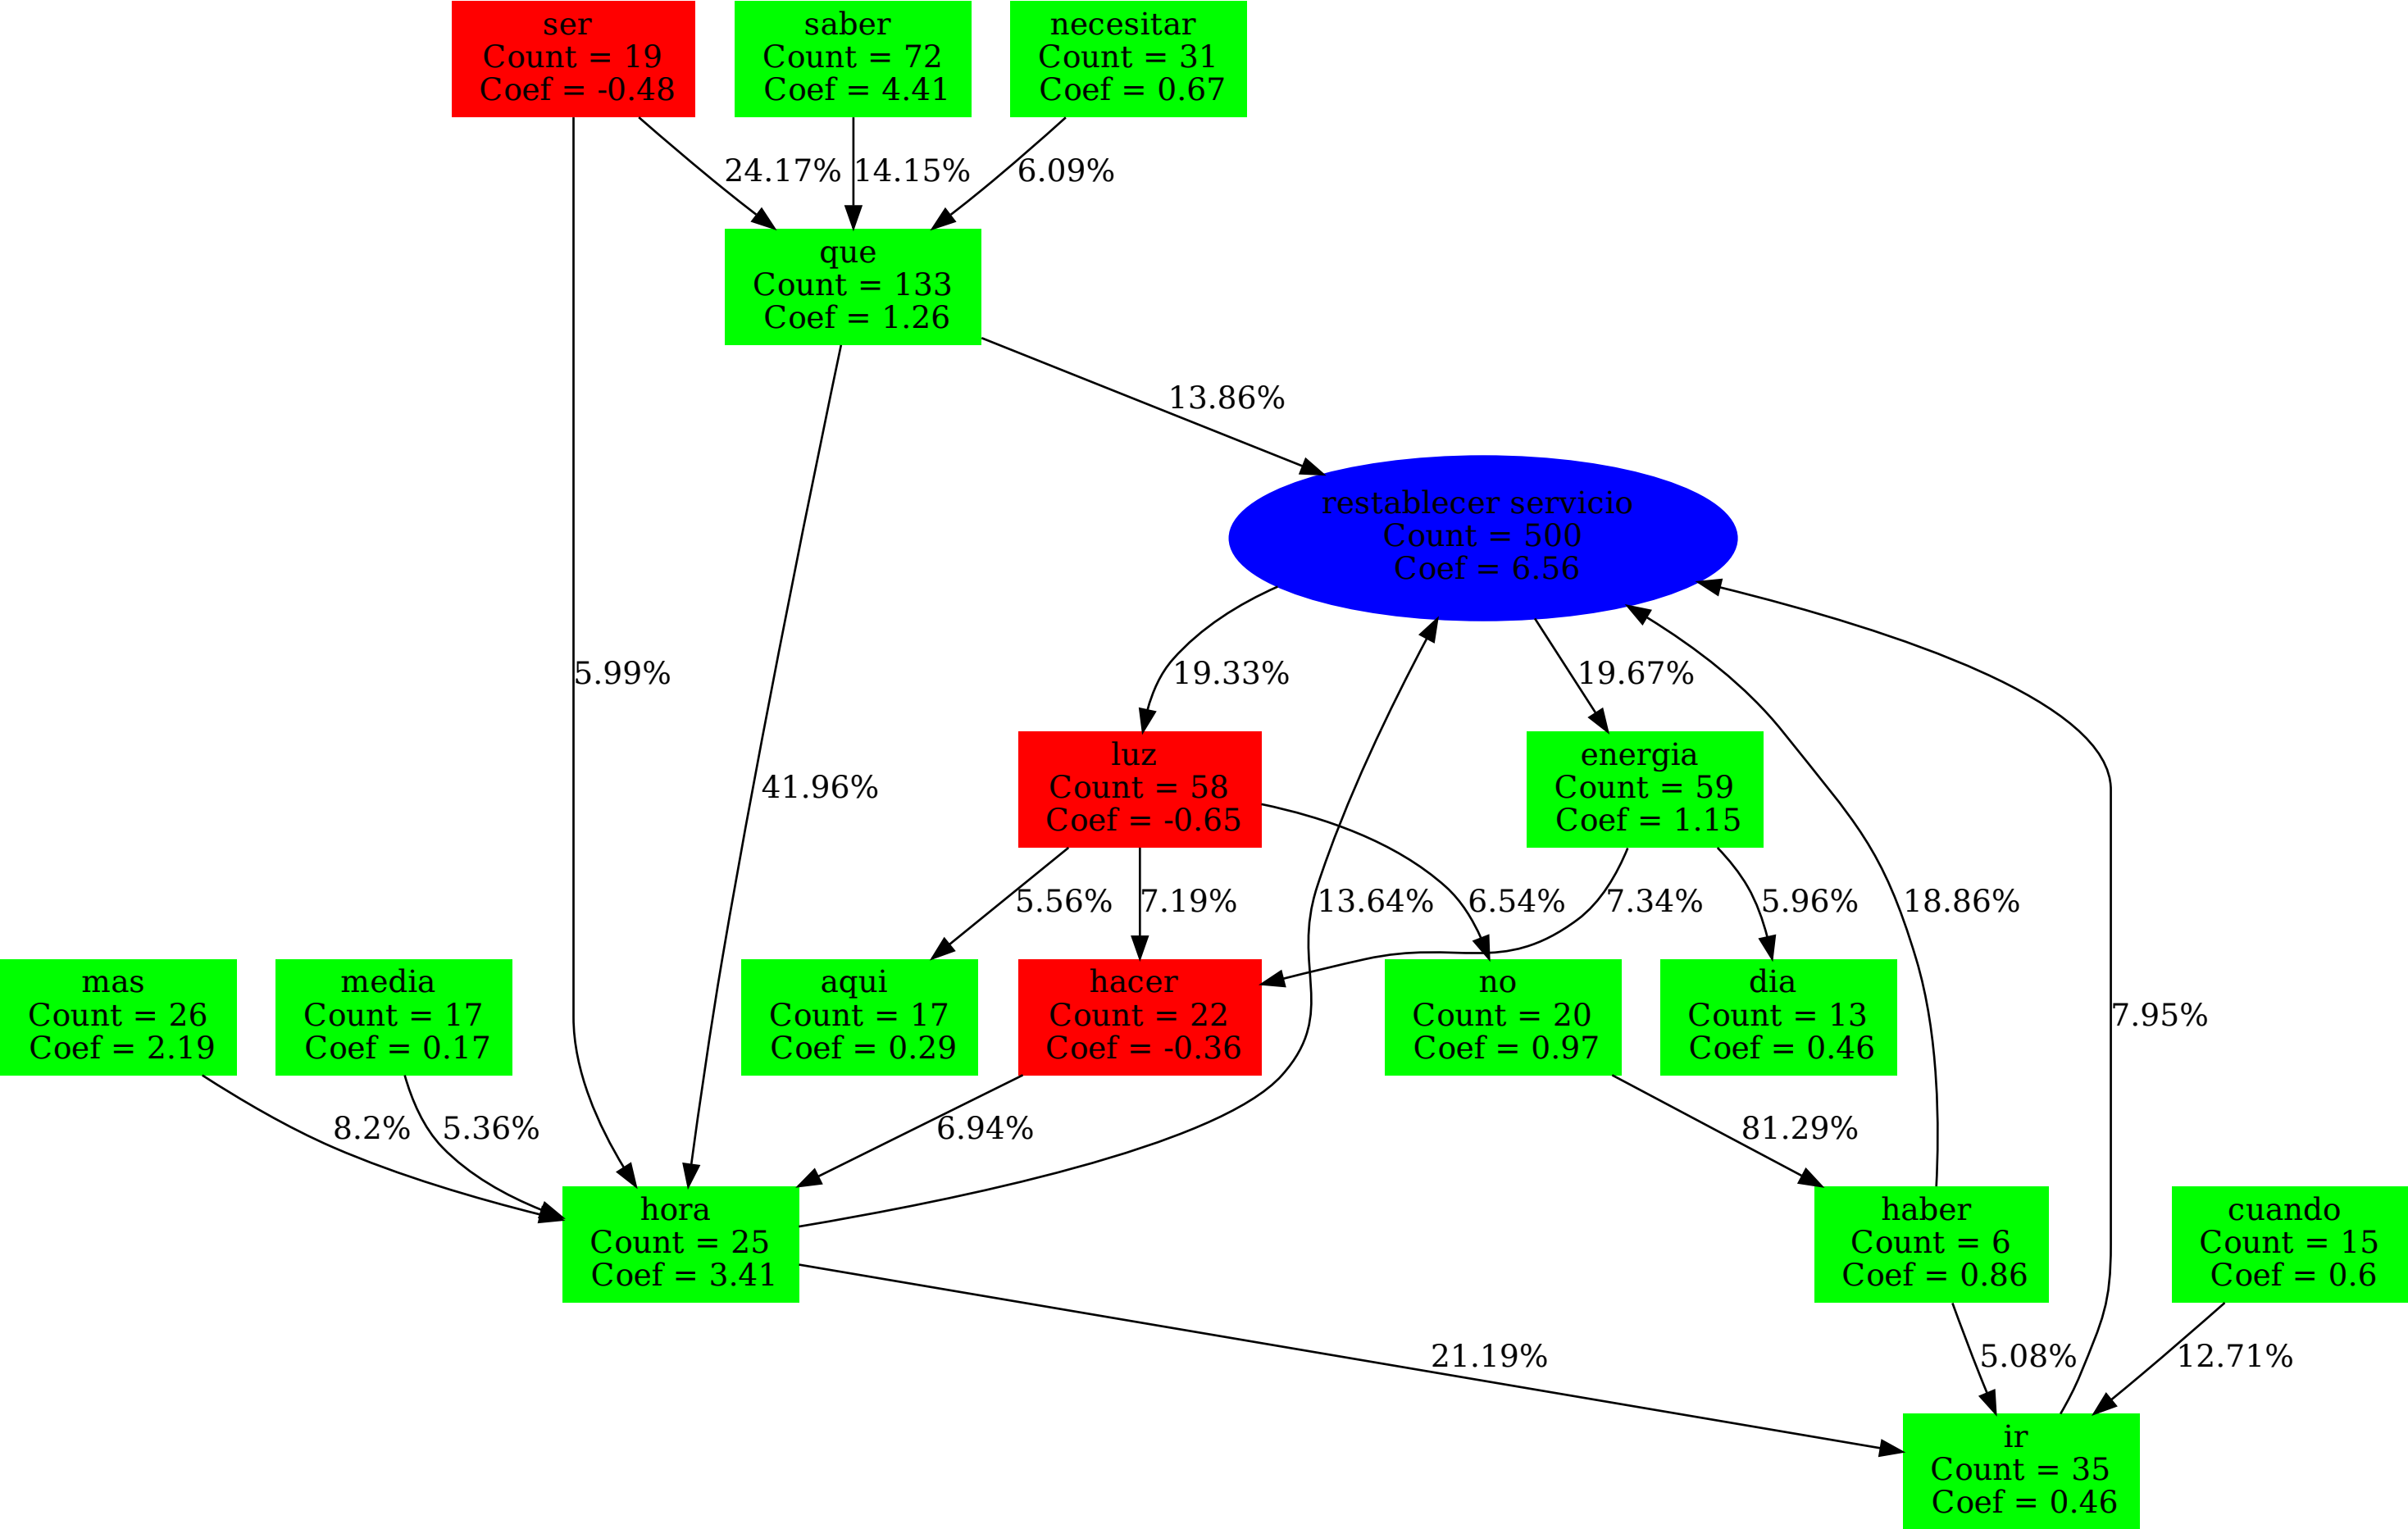 ser
Count = 19
Coef = -0.48
saber
Count = 72
Coef = 4.41
necesitar
Count = 31
Coef = 0.67
24.17%
14.15%
6.09%
que
Count = 133
Coef = 1.26
13.86%
restablecer servicio
Count = 500
Coef = 6.56
5.99%
19.33%
19.67%
41.96%
luz
Count = 58
Coef = -0.65
energia
Count = 59
Coef = 1.15
5.56%
7.19%
13.64%
6.54%
7.34%
5.96%
18.86%
mas
Count = 26
Coef = 2.19
media
Count = 17
Coef = 0.17
aqui
Count = 17
Coef = 0.29
hacer
Count = 22
Coef = -0.36
no
Count = 20
Coef = 0.97
dia
Count = 13
Coef = 0.46
7.95%
8.2%
5.36%
6.94%
81.29%
hora
Count = 25
Coef = 3.41
haber
Count = 6
Coef = 0.86
cuando
Count = 15
Coef = 0.6
21.19%
5.08%
12.71%
ir
Count = 35
Coef = 0.46